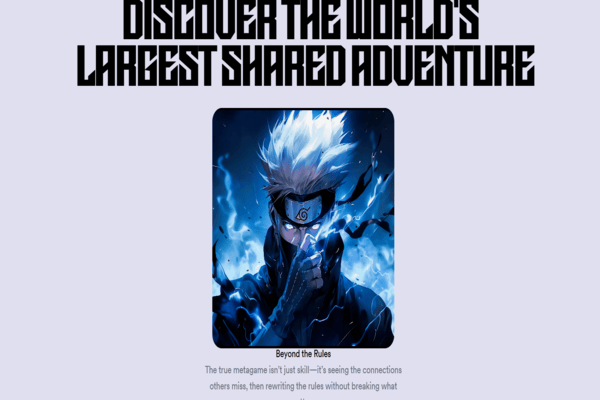 DISCOVER THE WORLD'S
LARGEST SHARED ADVENTURE
Beyond the Rules
The true metagame isn't just skill—it's seeing the connections
others miss, then rewriting the rules without breaking what